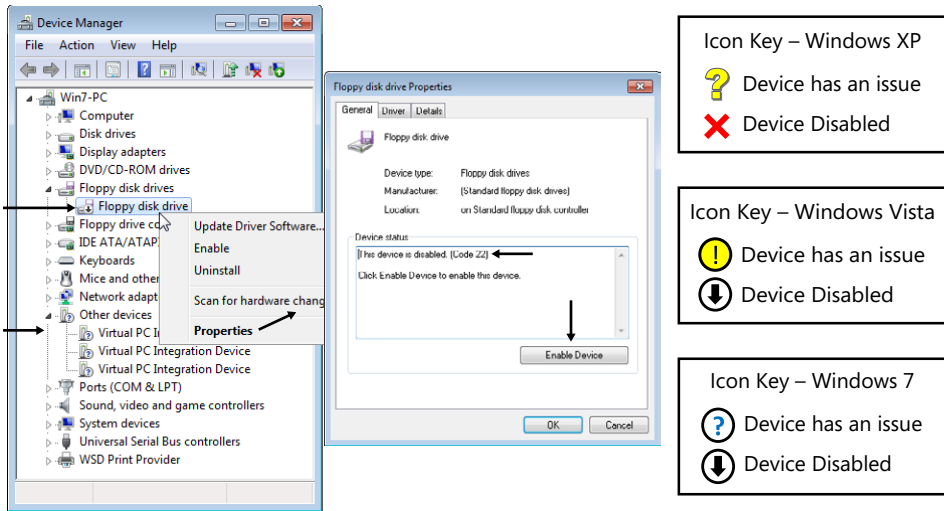 Device Manager
File Action View Help
Win7-PC
Computer
Disk drives
Display adapters
DVD/CD-ROM drives
Floppy disk drives
Floppy disk drive
Floppy drive co
IDE ATA/ATAP
Keyboards
Mice and other
Network adapt
Other devices
Virtual PC I
Virtual PC Integration Device
Virtual PC Integration Device
Ports (COM & LPT)
Sound, video and game controllers
System devices
Universal Serial Bus controllers
WSD Print Provider
Update Driver Software...
Enable
Uninstall
Scan for hardware chang
Properties
Floppy disk drive Properties
General Driver Details
Floppy disk drive
Device type: Floppy disk drives
Manufacturer: (Standard floppy disk drives)
Location: on Standard floppy disk controller
Device status
This device is disabled. (Code 22)
Click Enable Device to enable this device.
Enable Device
OK Cancel
Icon Key – Windows XP
Device has an issue
Device Disabled
Icon Key – Windows Vista
Device has an issue
Device Disabled
Icon Key – Windows 7
Device has an issue
Device Disabled